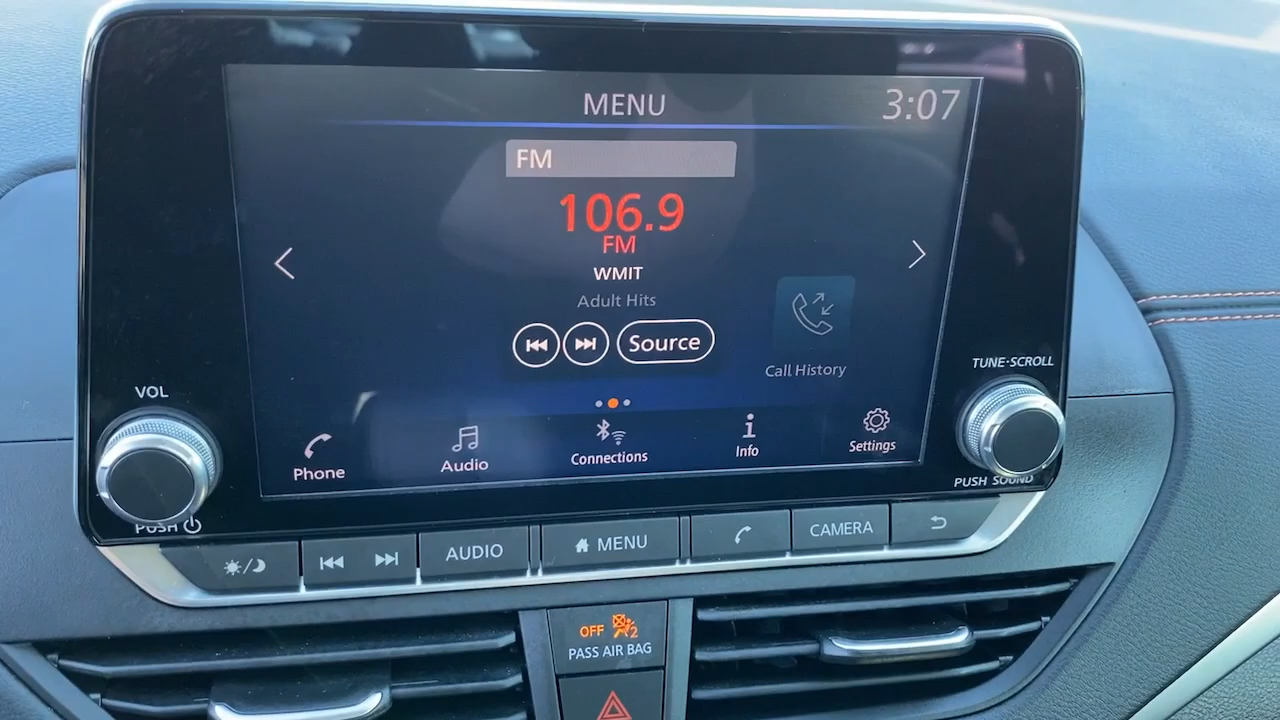 MENU
3:07
FM
106.9
FM
WMIT
Adult Hits
Source
Call History
Phone
Audio
Connections
Info
Settings
VOL
PUSH
TUNE·SCROLL
PUSH SOUND
AUDIO
MENU
CAMERA
OFF 2
PASS AIR BAG